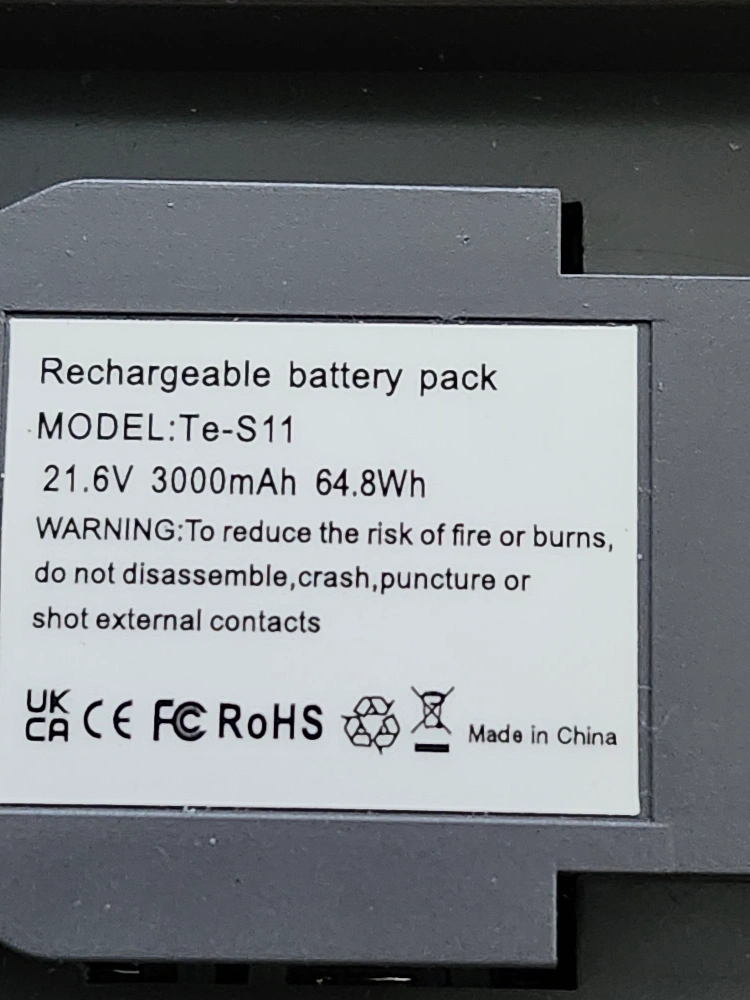 Rechargeable battery pack
MODEL:Te-S11
21.6V 3000mAh 64.8Wh
WARNING:To reduce the risk of fire or burns,
do not disassemble,crash,puncture or
shot external contacts
UK
CA CE FC RoHS Made in China